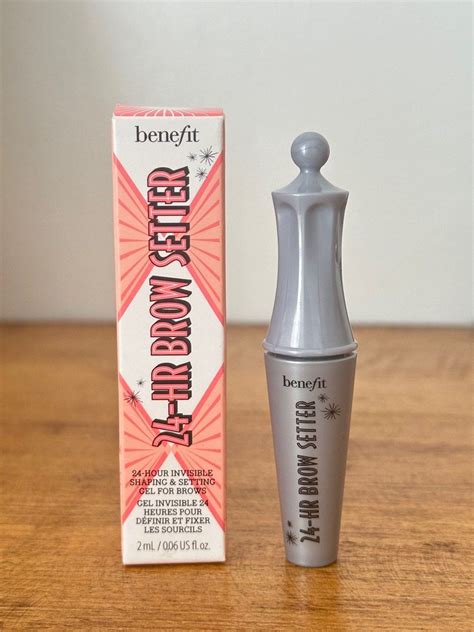 benefit
24-HR BROW SETTER
24-HOUR INVISIBLE
SHAPING & SETTING
GEL FOR BROWS
GEL INVISIBLE 24
HEURES POUR
DÉFINIR ET FIXER
LES SOURCILS
2 mL / 0.06 US fl. oz.
benefit
24-HR BROW SETTER